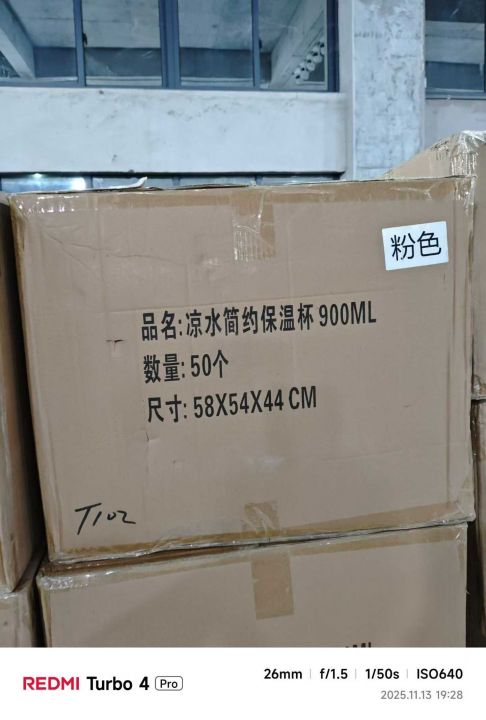 粉色
品名:凉水简约保温杯 900ML
数量: 50个
尺寸: 58X54X44 CM
T102
REDMI Turbo 4 Pro
26mm | f/1.5 | 1/50s | ISO640
2025.11.13 19:28